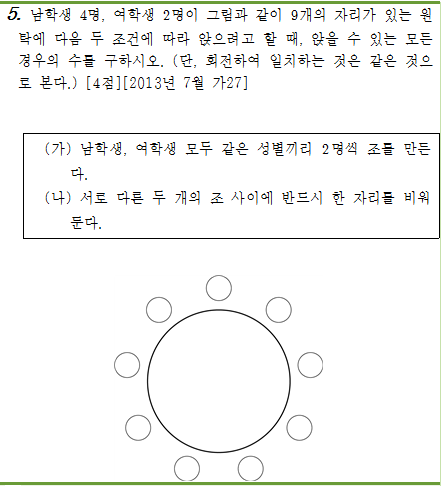 5. 남학생 4명, 여학생 2명이 그림과 같이 9개의 자리가 있는 원
탁에 다음 두 조건에 따라 앉으려고 할 때, 앉을 수 있는 모든
경우의 수를 구하시오. (단, 회전하여 일치하는 것은 같은 것으
로 본다.) [4점][2013년 7월 가27]
(가) 남학생, 여학생 모두 같은 성별끼리 2명씩 조를 만든
다.
(나) 서로 다른 두 개의 조 사이에 반드시 한 자리를 비워
둔다.